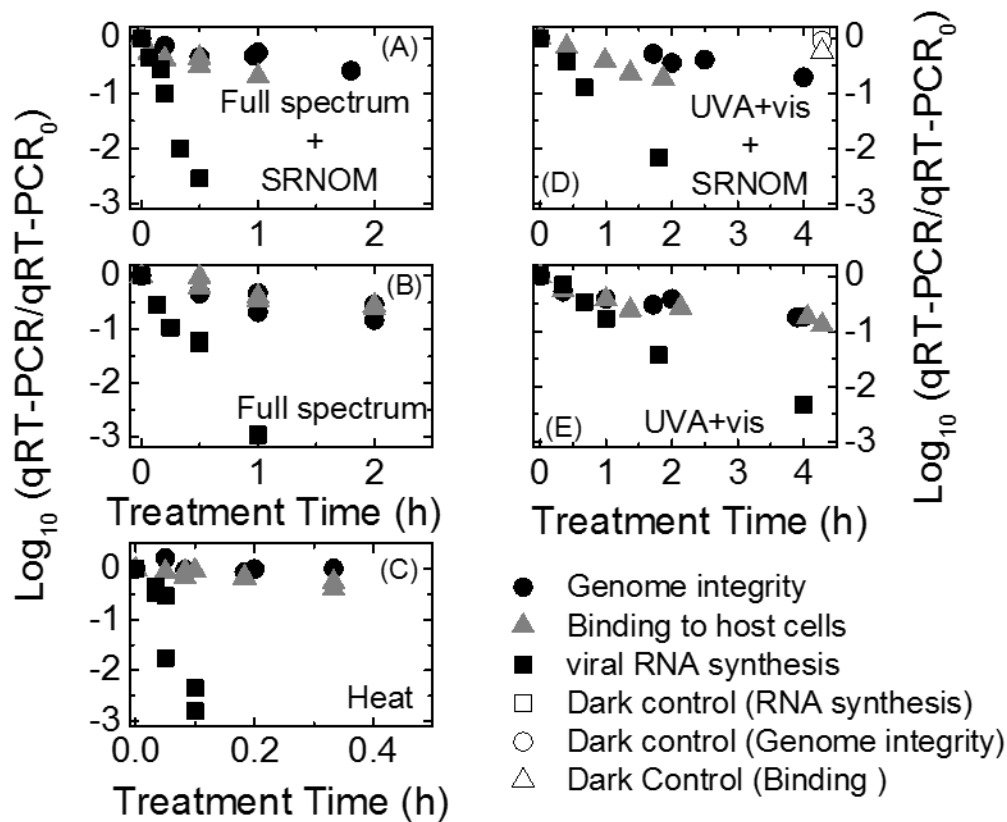 Log10 (qRT-PCR/qRT-PCR0)
0
-1
-2
-3
(A)
Full spectrum
+
SRNOM
0 1 2
0
-1
-2
-3
(B)
Full spectrum
0 1 2
Treatment Time (h)
0
-1
-2
-3
(C)
Heat
0.0 0.2 0.4
Treatment Time (h)
0
-1
-2
-3
UVA+vis
+
(D)
SRNOM
0 1 2 3 4
0
-1
-2
-3
(E)
UVA+vis
0 1 2 3 4
Treatment Time (h)
Log10 (qRT-PCR/qRT-PCR0)
Genome integrity
Binding to host cells
viral RNA synthesis
Dark control (RNA synthesis)
Dark control (Genome integrity)
Dark Control (Binding )